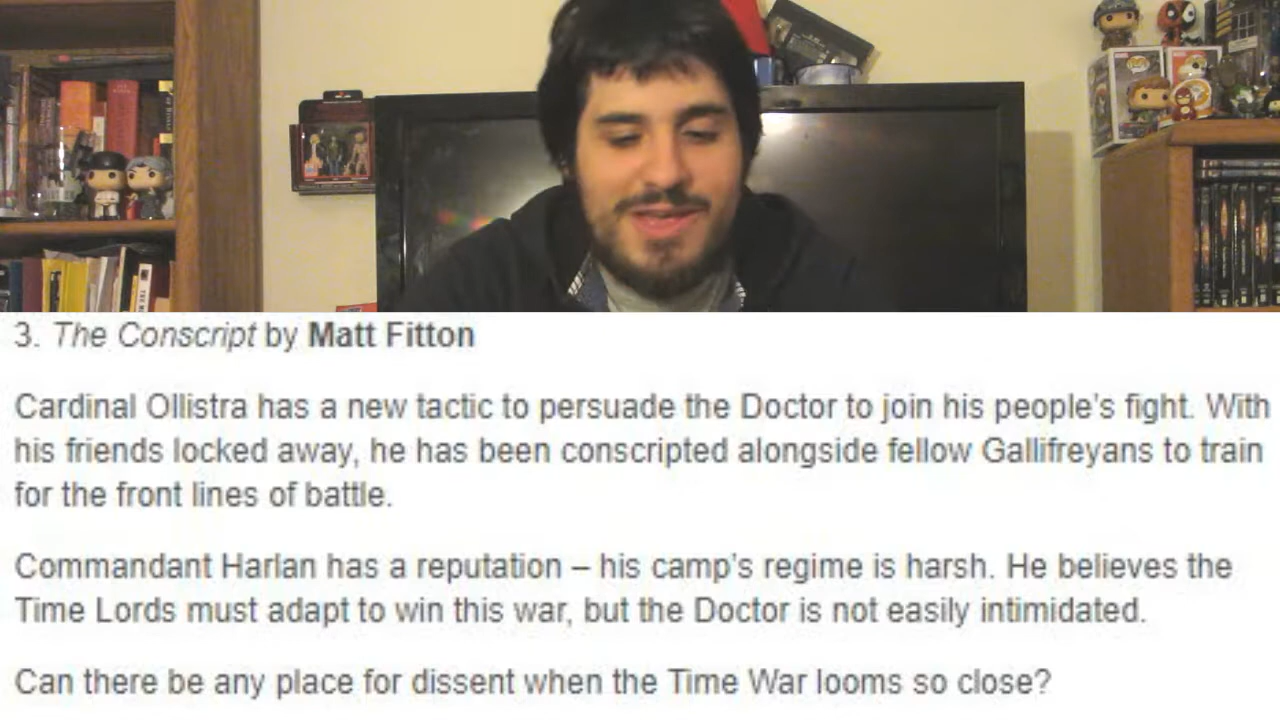 3. The Conscript by Matt Fitton
Cardinal Ollistra has a new tactic to persuade the Doctor to join his people's fight. With
his friends locked away, he has been conscripted alongside fellow Gallifreyans to train
for the front lines of battle.
Commandant Harlan has a reputation – his camp's regime is harsh. He believes the
Time Lords must adapt to win this war, but the Doctor is not easily intimidated.
Can there be any place for dissent when the Time War looms so close?